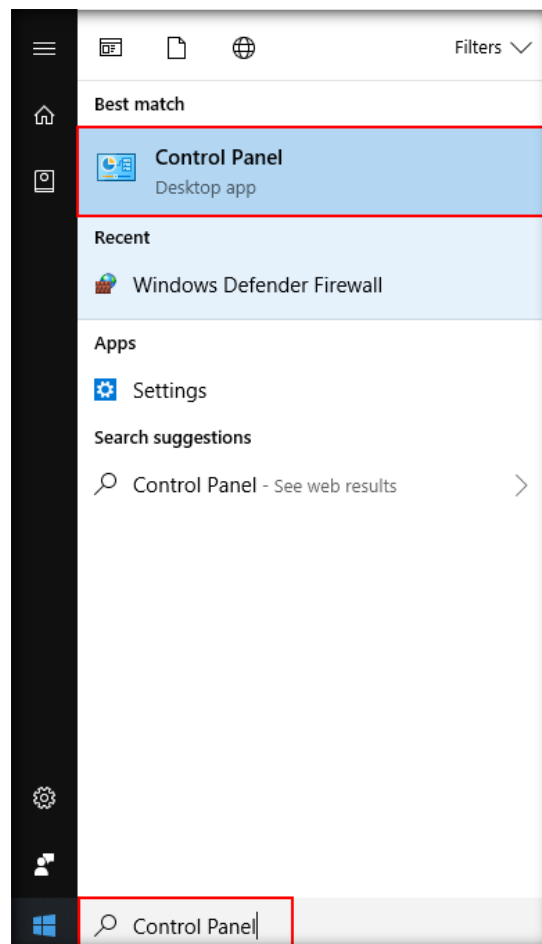 Filters
Best match
Control Panel
Desktop app
Recent
Windows Defender Firewall
Apps
Settings
Search suggestions
Control Panel - See web results
Control Panel